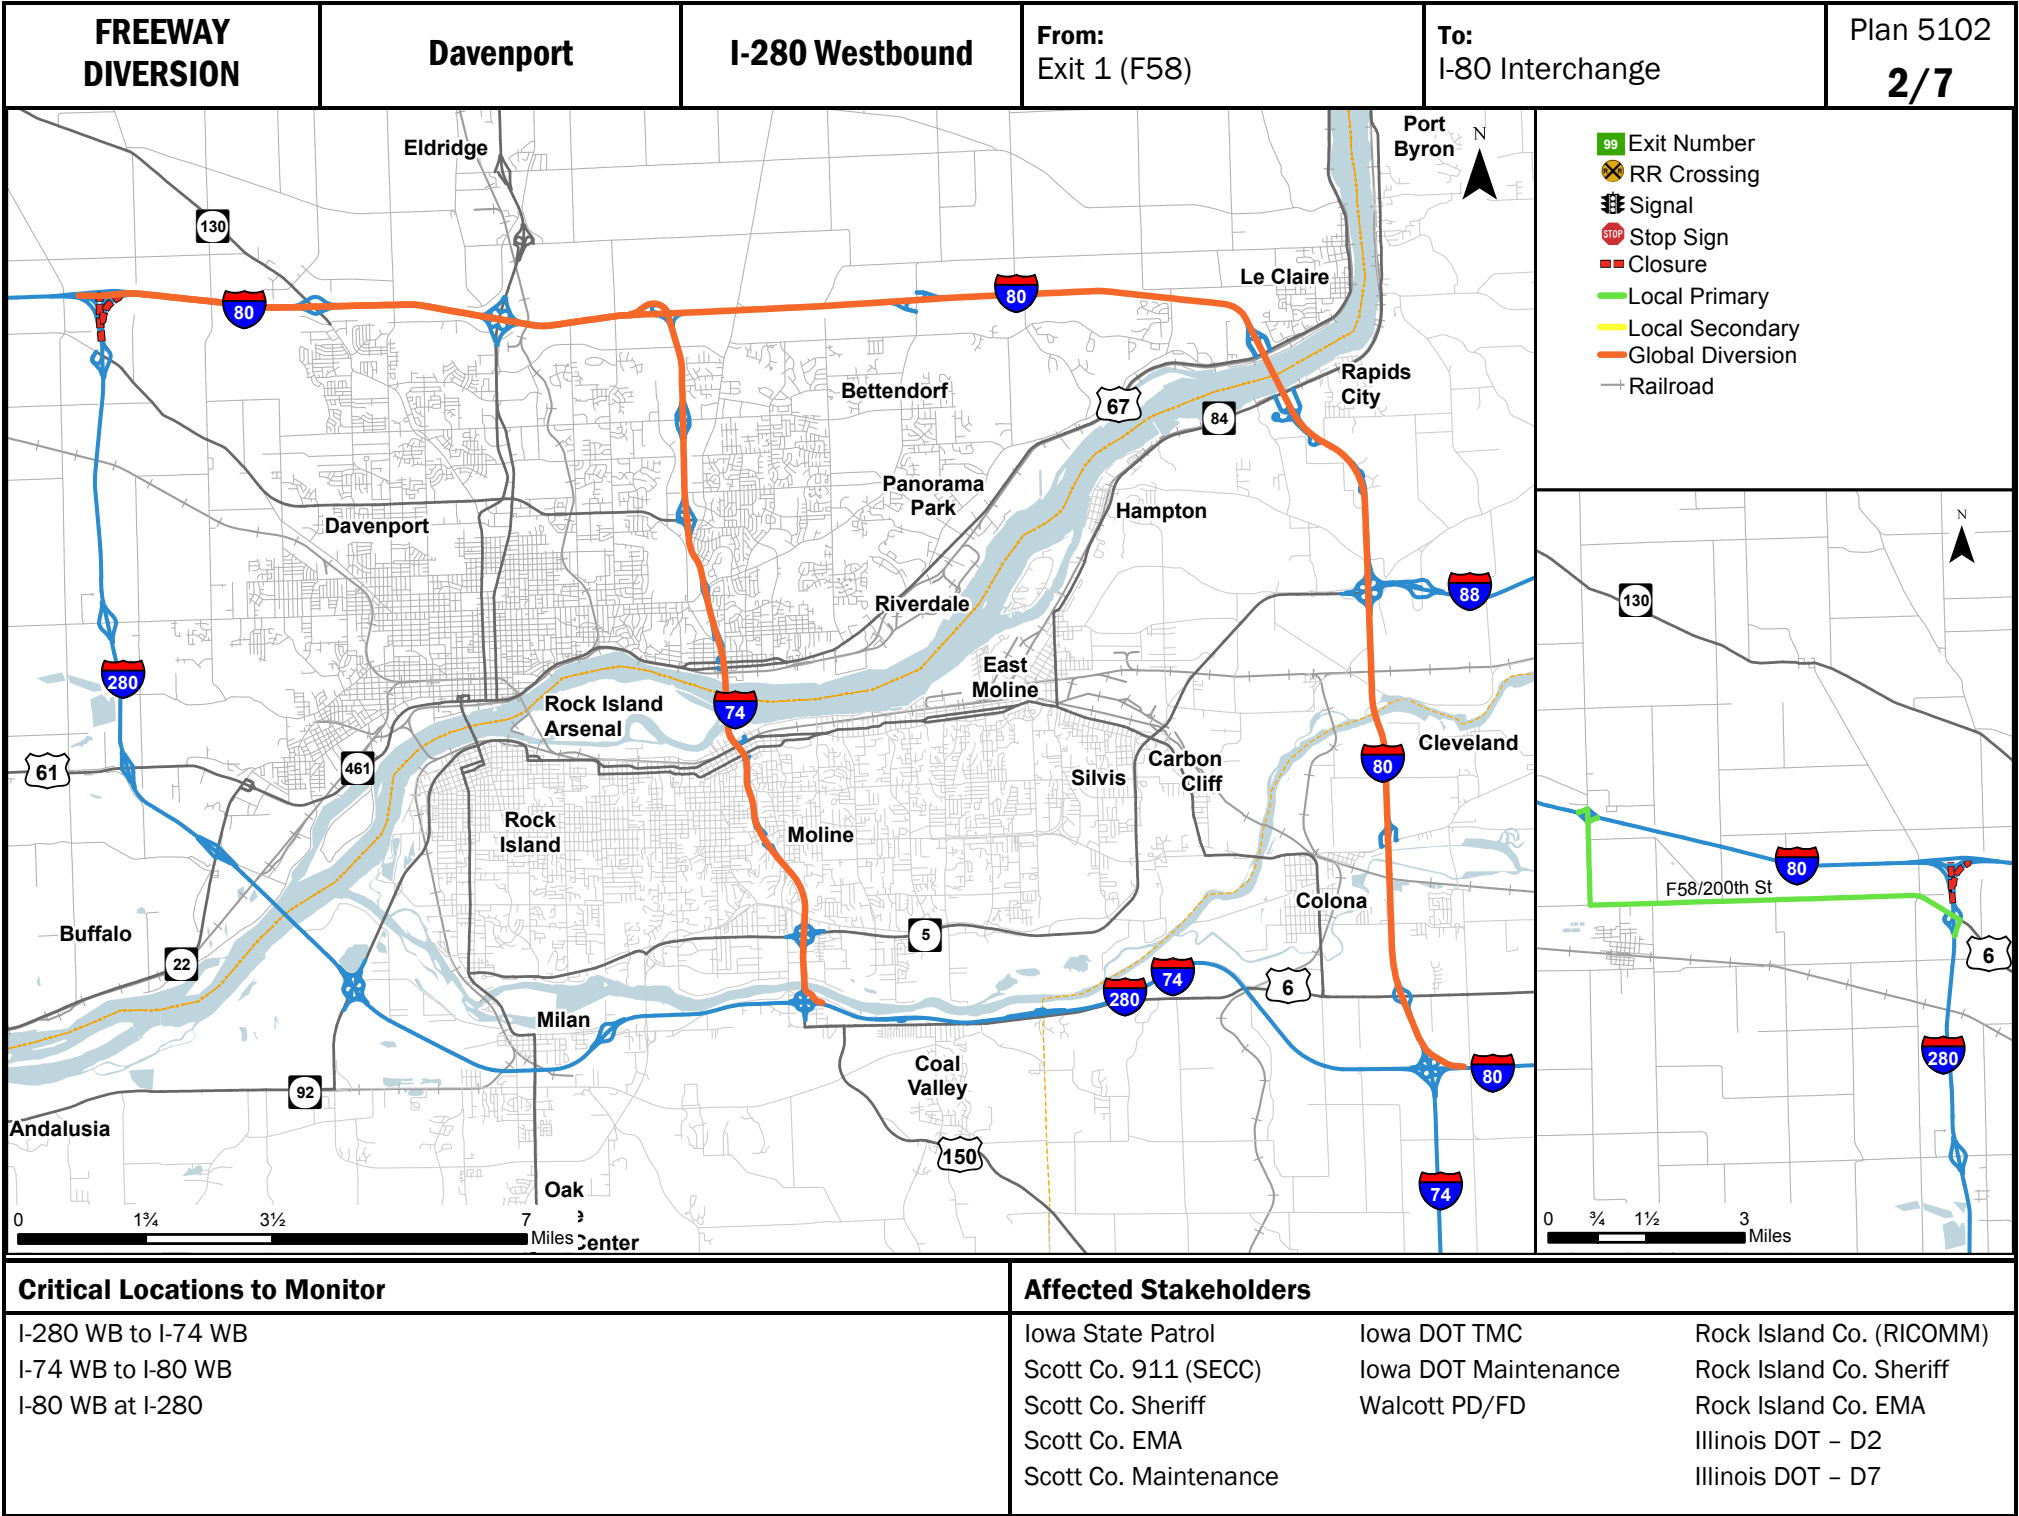 FREEWAY
DIVERSION
Davenport
I-280 Westbound
From:
Exit 1 (F58)
To:
I-80 Interchange
Plan 5102
2/7
Port
Byron
N
Eldridge
130
Le Claire
80
80
Rapids
City
Bettendorf
67
84
Panorama
Park
Hampton
Davenport
88
Riverdale
280
East
Moline
Rock Island
Arsenal
74
61
461
Carbon
Cliff
Cleveland
80
Silvis
Rock
Island
Moline
Colona
Buffalo
22
5
74
280
6
Milan
Coal
Valley
80
92
Andalusia
150
74
Oak
e
Center
0 1¾ 3½ 7
Miles
99 Exit Number
RR Crossing
Signal
STOP Stop Sign
Closure
Local Primary
Local Secondary
Global Diversion
Railroad
N
130
80
F58/200th St
6
280
0 ¾ 1½ 3
Miles
Critical Locations to Monitor
I-280 WB to I-74 WB
I-74 WB to I-80 WB
I-80 WB at I-280
Affected Stakeholders
Iowa State Patrol
Scott Co. 911 (SECC)
Scott Co. Sheriff
Scott Co. EMA
Scott Co. Maintenance
Iowa DOT TMC
Iowa DOT Maintenance
Walcott PD/FD
Rock Island Co. (RICOMM)
Rock Island Co. Sheriff
Rock Island Co. EMA
Illinois DOT – D2
Illinois DOT – D7